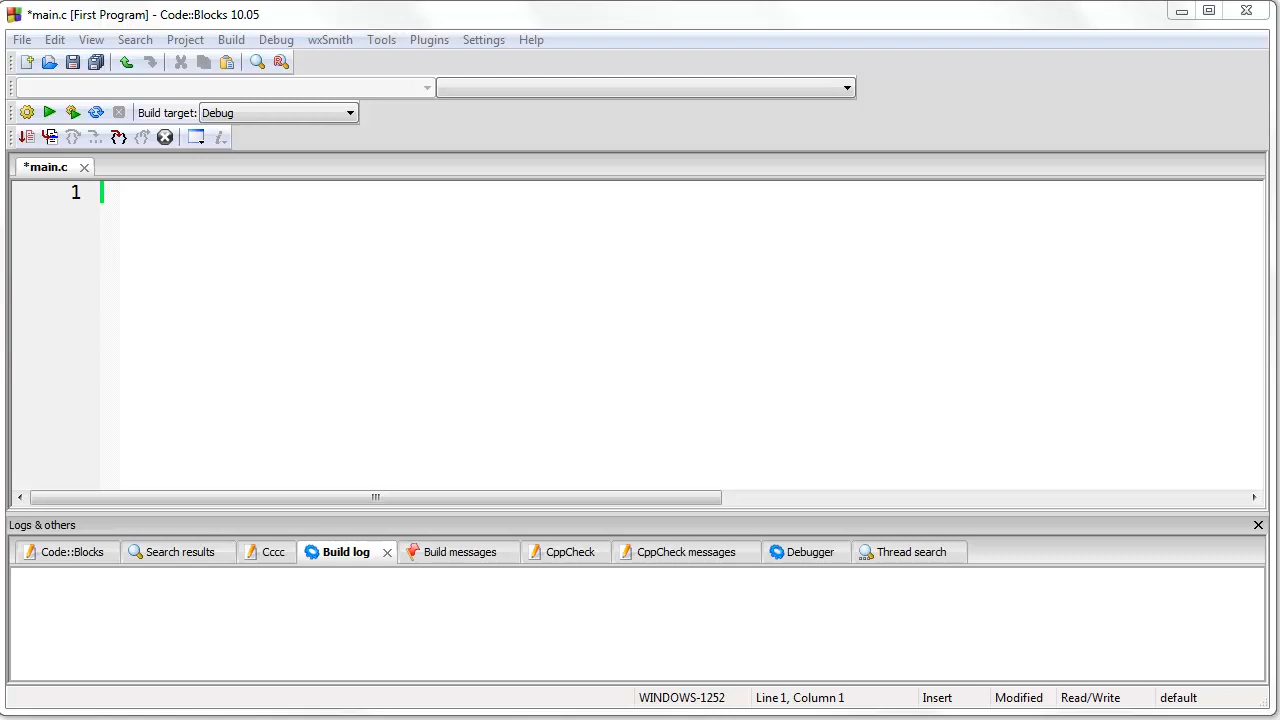 *main.c [First Program] - Code::Blocks 10.05
File Edit View Search Project Build Debug wxSmith Tools Plugins Settings Help
Build target: Debug
*main.c
1
Logs & others
Code::Blocks Search results Cccc Build log Build messages CppCheck CppCheck messages Debugger Thread search
WINDOWS-1252 Line 1, Column 1 Insert Modified Read/Write default